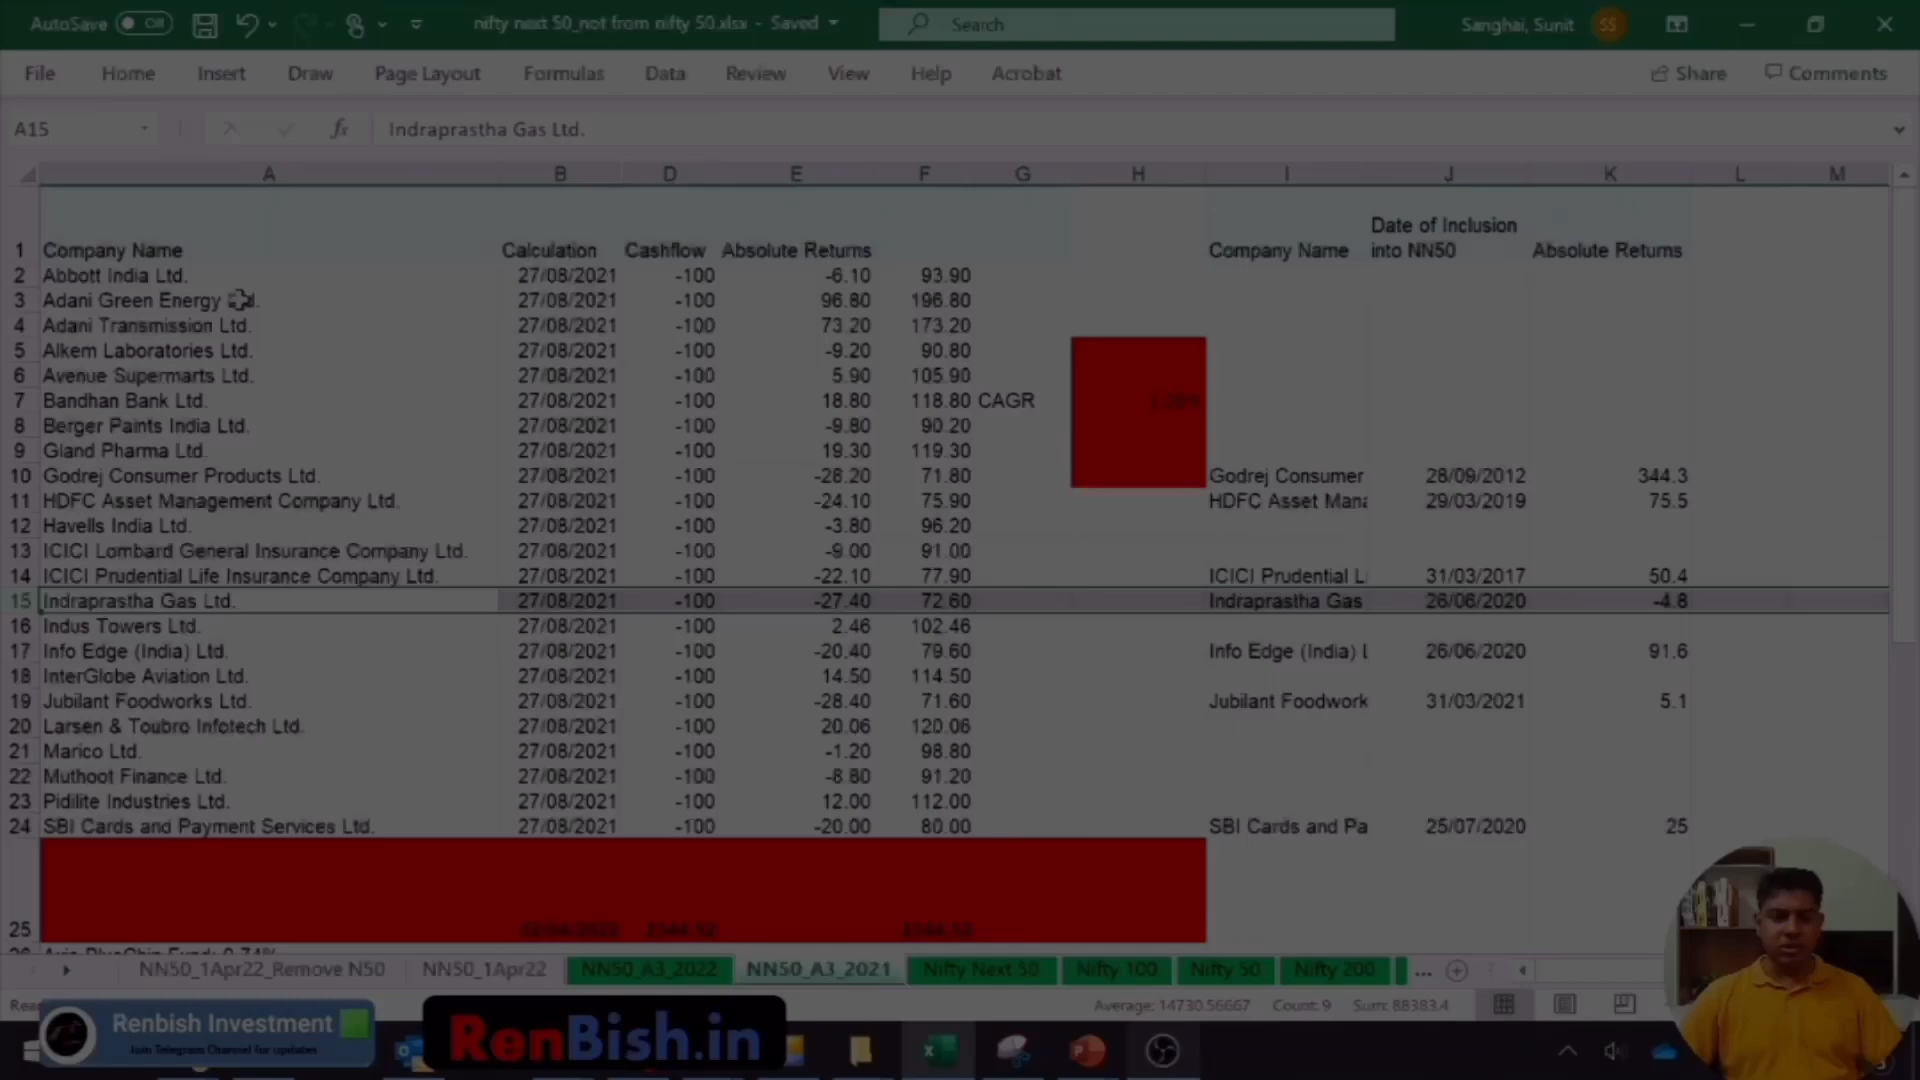 AutoSave Off nifty next 50_not from nifty 50.xlsx - Saved Search Sanghai, Sunit SS
File Home Insert Draw Page Layout Formulas Data Review View Help Acrobat Share Comments
A15 fx Indraprastha Gas Ltd.
A B D E F G H I J K L M
Date of Inclusion
1 Company Name Calculation Cashflow Absolute Returns Company Name into NN50 Absolute Returns
2 Abbott India Ltd. 27/08/2021 -100 -6.10 93.90
3 Adani Green Energy 27/08/2021 -100 96.80 196.80
4 Adani Transmission Ltd. 27/08/2021 -100 73.20 173.20
5 Alkem Laboratories Ltd. 27/08/2021 -100 -9.20 90.80
6 Avenue Supermarts Ltd. 27/08/2021 -100 5.90 105.90
7 Bandhan Bank Ltd. 27/08/2021 -100 18.80 118.80 CAGR
8 Berger Paints India Ltd. 27/08/2021 -100 -9.80 90.20
9 Gland Pharma Ltd. 27/08/2021 -100 19.30 119.30
10 Godrej Consumer Products Ltd. 27/08/2021 -100 -28.20 71.80 Godrej Consumer 28/09/2012 344.3
11 HDFC Asset Management Company Ltd. 27/08/2021 -100 -24.10 75.90 HDFC Asset Mana 29/03/2019 75.5
12 Havells India Ltd. 27/08/2021 -100 -3.80 96.20
13 ICICI Lombard General Insurance Company Ltd. 27/08/2021 -100 -9.00 91.00
14 ICICI Prudential Life Insurance Company Ltd. 27/08/2021 -100 -22.10 77.90 ICICI Prudential L 31/03/2017 50.4
15 Indraprastha Gas Ltd. 27/08/2021 -100 -27.40 72.60 Indraprastha Gas 26/06/2020 -4.8
16 Indus Towers Ltd. 27/08/2021 -100 2.46 102.46
17 Info Edge (India) Ltd. 27/08/2021 -100 -20.40 79.60 Info Edge (India) L 26/06/2020 91.6
18 InterGlobe Aviation Ltd. 27/08/2021 -100 14.50 114.50
19 Jubilant Foodworks Ltd. 27/08/2021 -100 -28.40 71.60 Jubilant Foodwork 31/03/2021 5.1
20 Larsen & Toubro Infotech Ltd. 27/08/2021 -100 20.06 120.06
21 Marico Ltd. 27/08/2021 -100 -1.20 98.80
22 Muthoot Finance Ltd. 27/08/2021 -100 -8.80 91.20
23 Pidilite Industries Ltd. 27/08/2021 -100 12.00 112.00
24 SBI Cards and Payment Services Ltd. 27/08/2021 -100 -20.00 80.00 SBI Cards and Pa 25/07/2020 25
25
NN50_1Apr22_Remove N50 NN50_1Apr22 NN50_A3_2022 NN50_A3_2021 Nifty Next 50 Nifty 100 Nifty 50 Nifty 200 ...
Average: 14730.56667 Count: 9 Sum: 88383.4
Renbish Investment
Join Telegram Channel for updates
RenBish.in